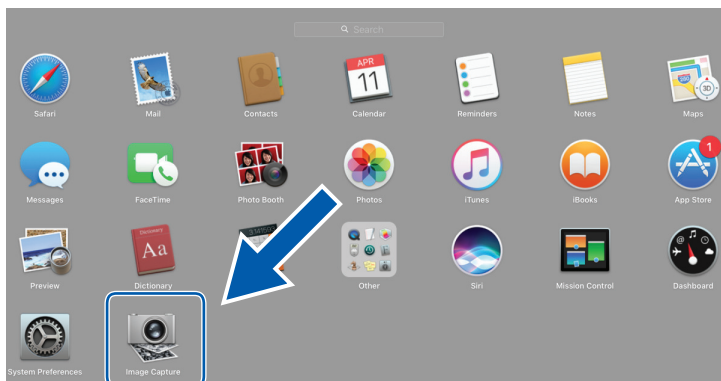 Search
Safari
Mail
Contacts
APR
11
Calendar
Reminders
Notes
3D
Maps
Messages
FaceTime
Photo Booth
Photos
iTunes
iBooks
1
App Store
Preview
Dictionary
Aa
Dictionary
Other
Siri
Mission Control
Dashboard
System Preferences
Image Capture